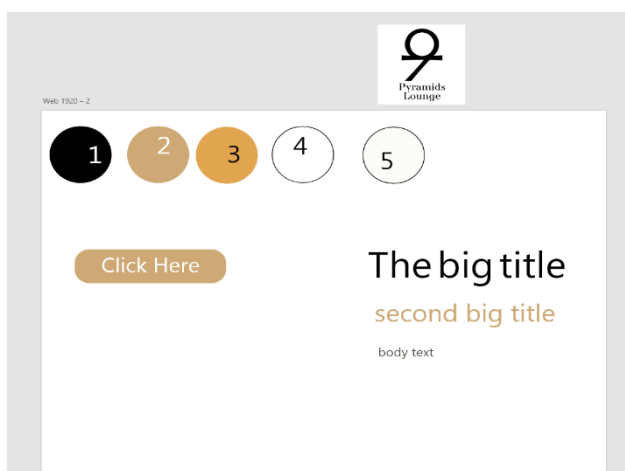 Pyramids
Lounge
Web 1920 – 2
1 2 3 4 5
Click Here
The big title
second big title
body text